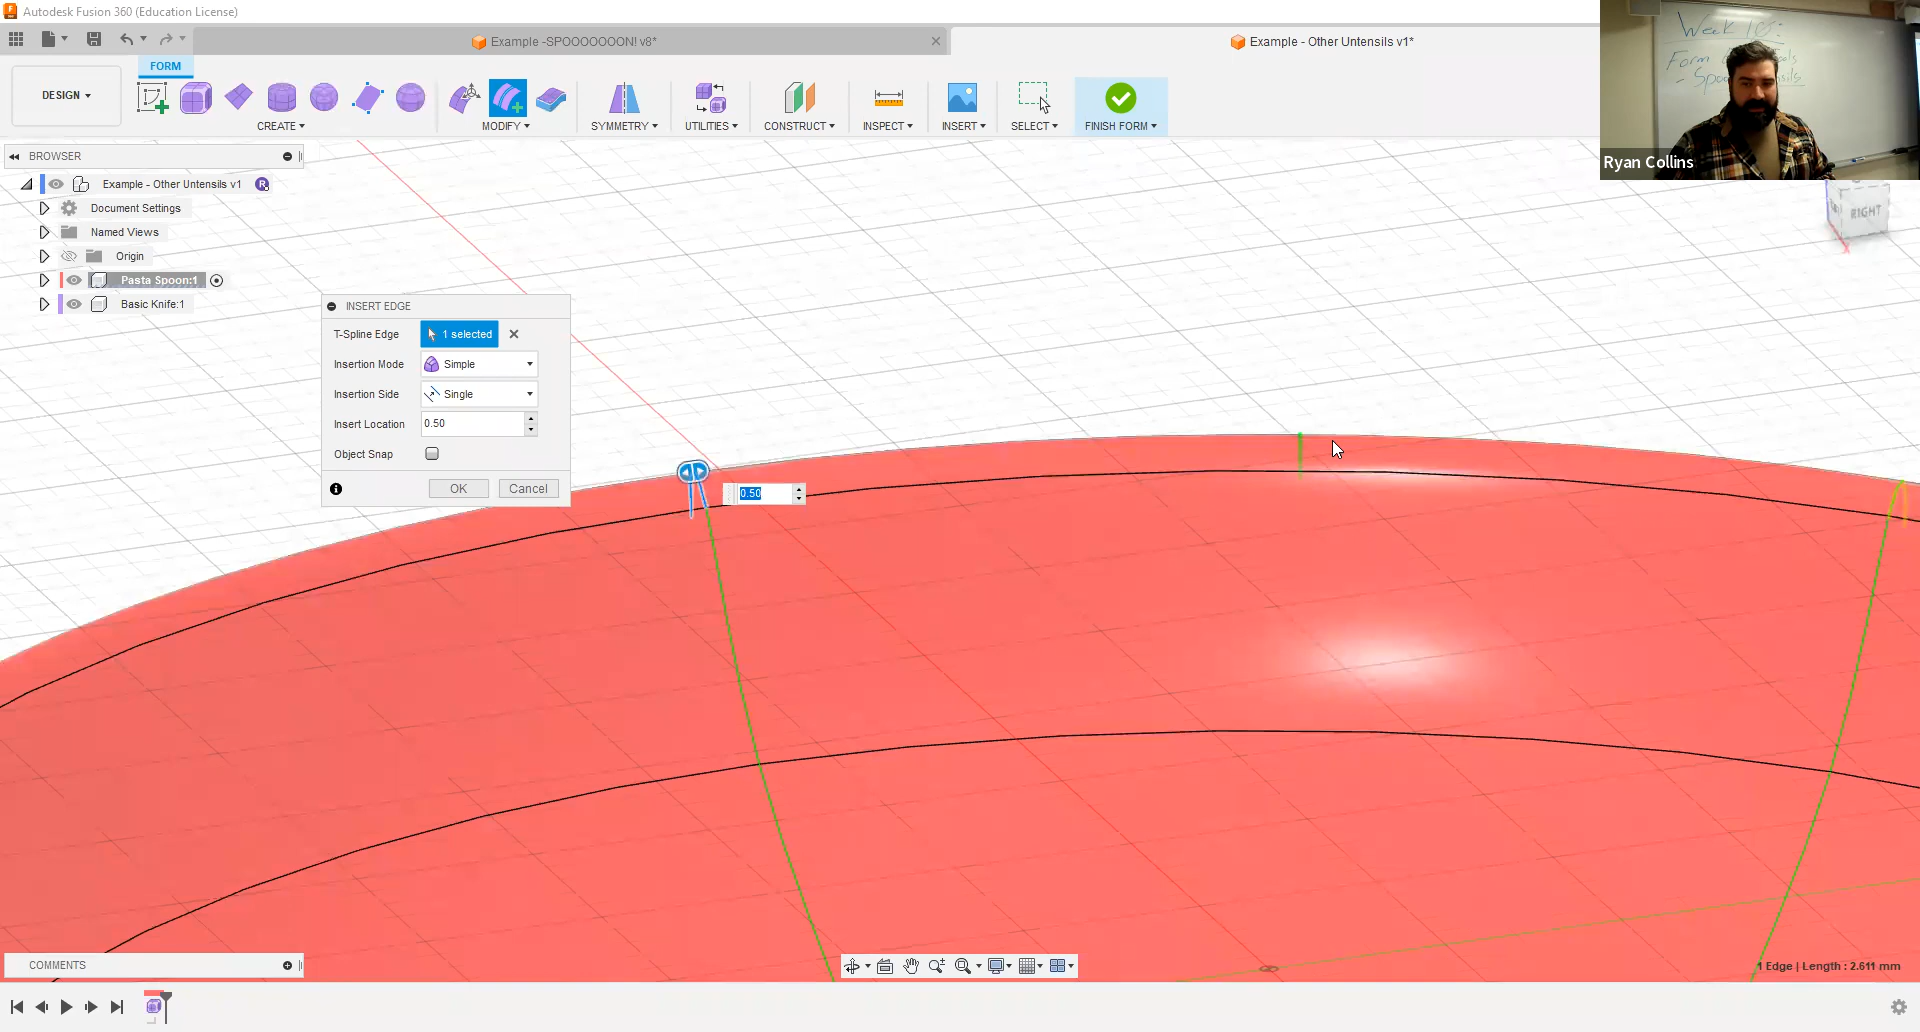 Autodesk Fusion 360 (Education License)
Example -SPOOOOOOON! v8*
Example - Other Untensils v1*
FORM
DESIGN
CREATE
MODIFY
SYMMETRY
UTILITIES
CONSTRUCT
INSPECT
INSERT
SELECT
FINISH FORM
Week 10:
Form
Ryan Collins
RIGHT
BROWSER
Example - Other Untensils v1
R
Document Settings
Named Views
Origin
Pasta Spoon:1
Basic Knife:1
INSERT EDGE
T-Spline Edge
1 selected
Insertion Mode
Simple
Insertion Side
Single
Insert Location
0.50
Object Snap
OK
Cancel
0.50
COMMENTS
1 Edge | Length : 2.611 mm